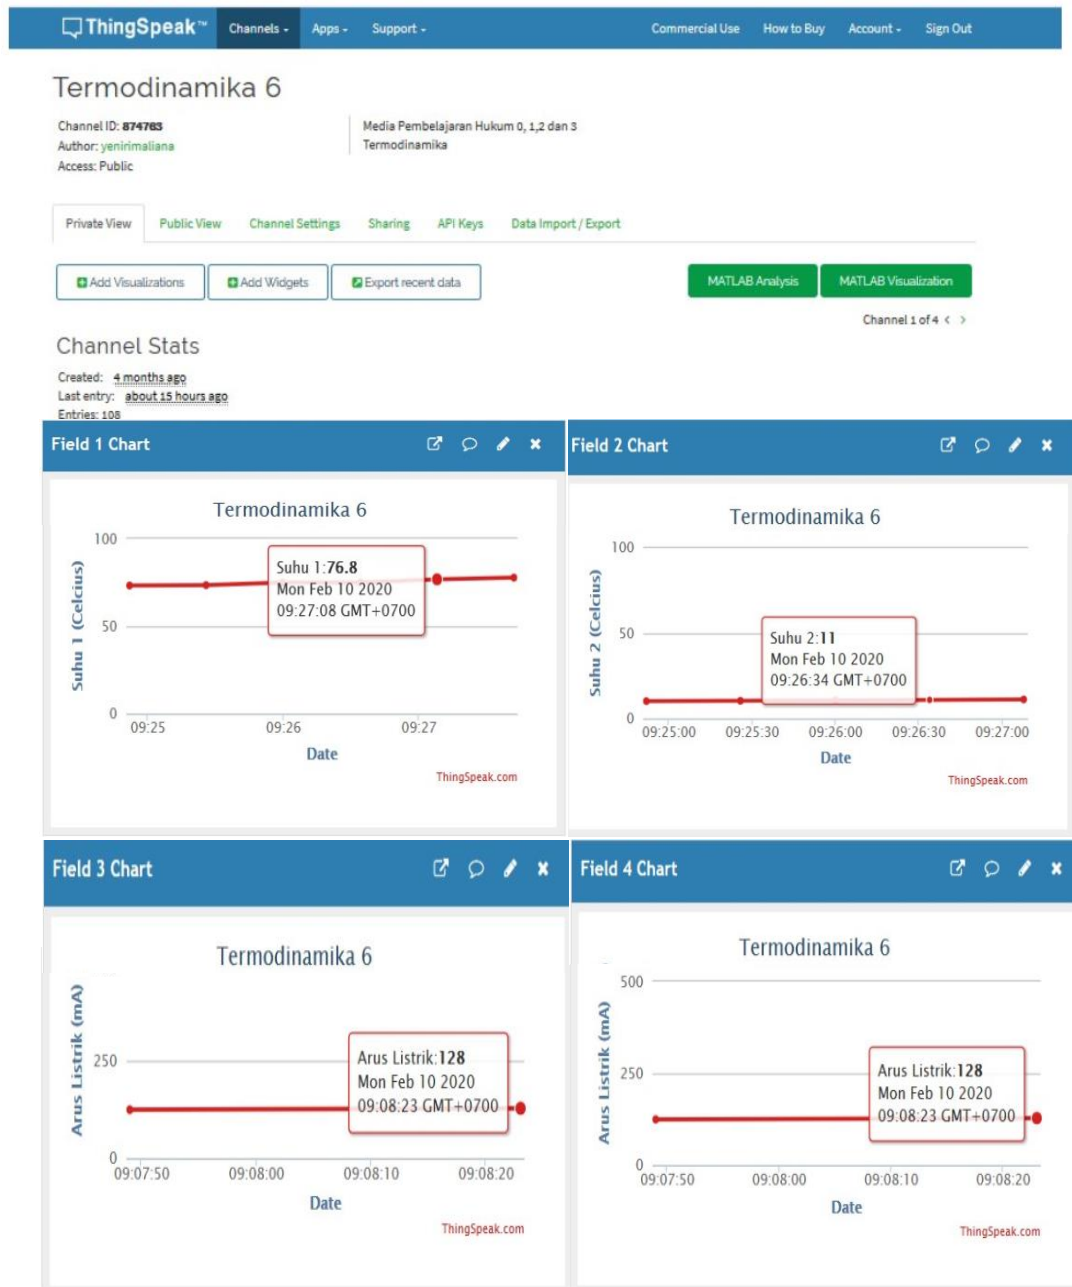 ThingSpeak™ Channels Apps Support Commercial Use How to Buy Account Sign Out
Termodinamika 6
Channel ID: 874763
Author: yenirimaliana
Access: Public
Media Pembelajaran Hukum 0, 1,2 dan 3
Termodinamika
Private View Public View Channel Settings Sharing API Keys Data Import / Export
Add Visualizations Add Widgets Export recent data MATLAB Analysis MATLAB Visualization
Channel 1 of 4 < >
Channel Stats
Created: 4 months ago
Last entry: about 15 hours ago
Entries: 108
Field 1 Chart
Termodinamika 6
Suhu 1 (Celcius)
100
50
0
Suhu 1:76.8
Mon Feb 10 2020
09:27:08 GMT+0700
09:25 09:26 09:27
Date
ThingSpeak.com
Field 2 Chart
Termodinamika 6
Suhu 2 (Celcius)
100
50
0
Suhu 2:11
Mon Feb 10 2020
09:26:34 GMT+0700
09:25:00 09:25:30 09:26:00 09:26:30 09:27:00
Date
ThingSpeak.com
Field 3 Chart
Termodinamika 6
Arus Listrik (mA)
250
0
Arus Listrik:128
Mon Feb 10 2020
09:08:23 GMT+0700
09:07:50 09:08:00 09:08:10 09:08:20
Date
ThingSpeak.com
Field 4 Chart
Termodinamika 6
Arus Listrik (mA)
500
250
0
Arus Listrik:128
Mon Feb 10 2020
09:08:23 GMT+0700
09:07:50 09:08:00 09:08:10 09:08:20
Date
ThingSpeak.com